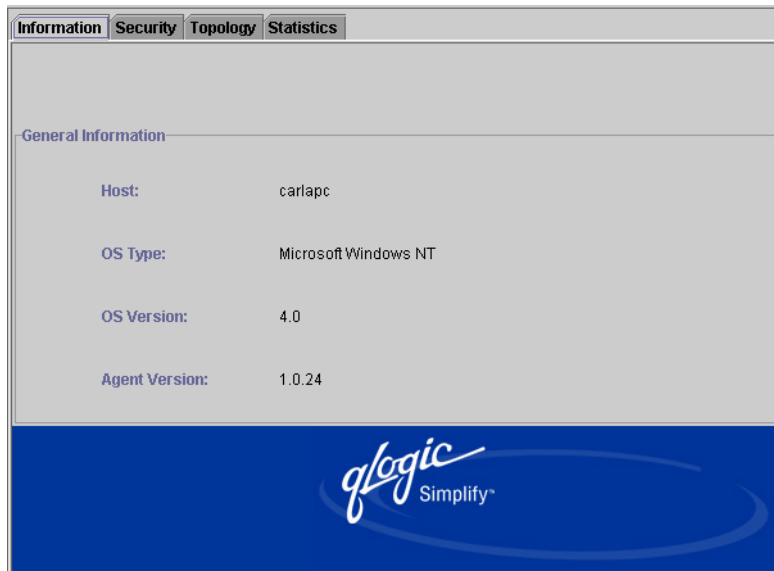 Information Security Topology Statistics
General Information
Host: carlapc
OS Type: Microsoft Windows NT
OS Version: 4.0
Agent Version: 1.0.24
qlogic
Simplify™